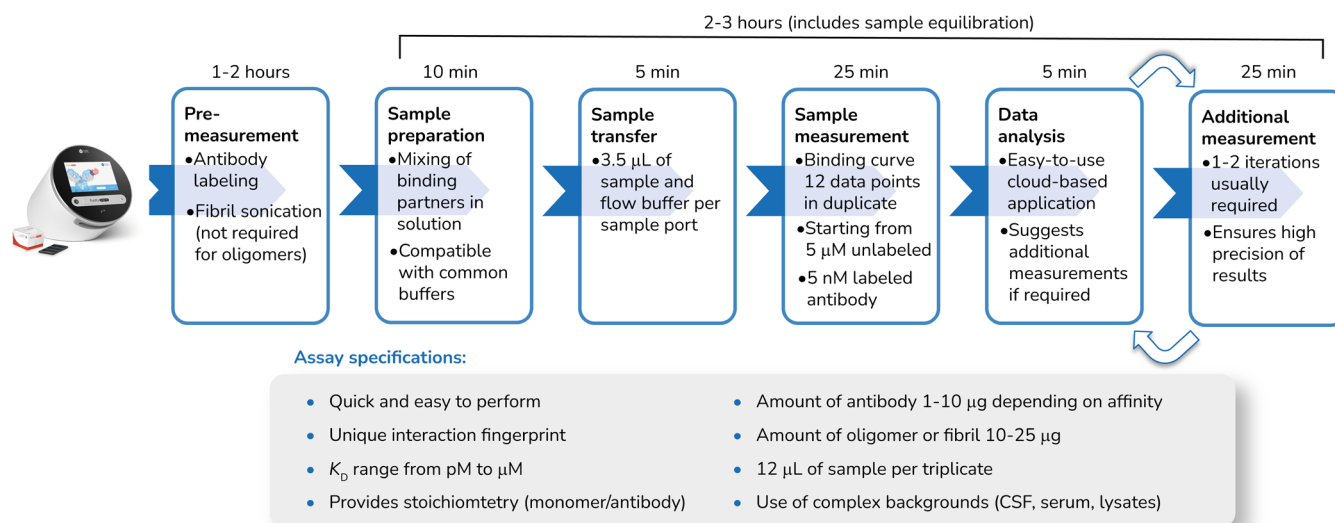 2-3 hours (includes sample equilibration)
1-2 hours
10 min
5 min
25 min
5 min
25 min
Pre-
measurement
•Antibody
labeling
•Fibril sonication
(not required
for oligomers)
Sample
preparation
•Mixing of
binding
partners in
solution
•Compatible
with common
buffers
Sample
transfer
•3.5 µL of
sample and
flow buffer per
sample port
Sample
measurement
•Binding curve
12 data points
in duplicate
•Starting from
5 µM unlabeled
•5 nM labeled
antibody
Data
analysis
•Easy-to-use
cloud-based
application
•Suggests
additional
measurements
if required
Additional
measurement
•1-2 iterations
usually
required
•Ensures high
precision of
results
Assay specifications:
• Quick and easy to perform
• Unique interaction fingerprint
• KD range from pM to µM
• Provides stoichiomtetry (monomer/antibody)
• Amount of antibody 1-10 µg depending on affinity
• Amount of oligomer or fibril 10-25 µg
• 12 µL of sample per triplicate
• Use of complex backgrounds (CSF, serum, lysates)